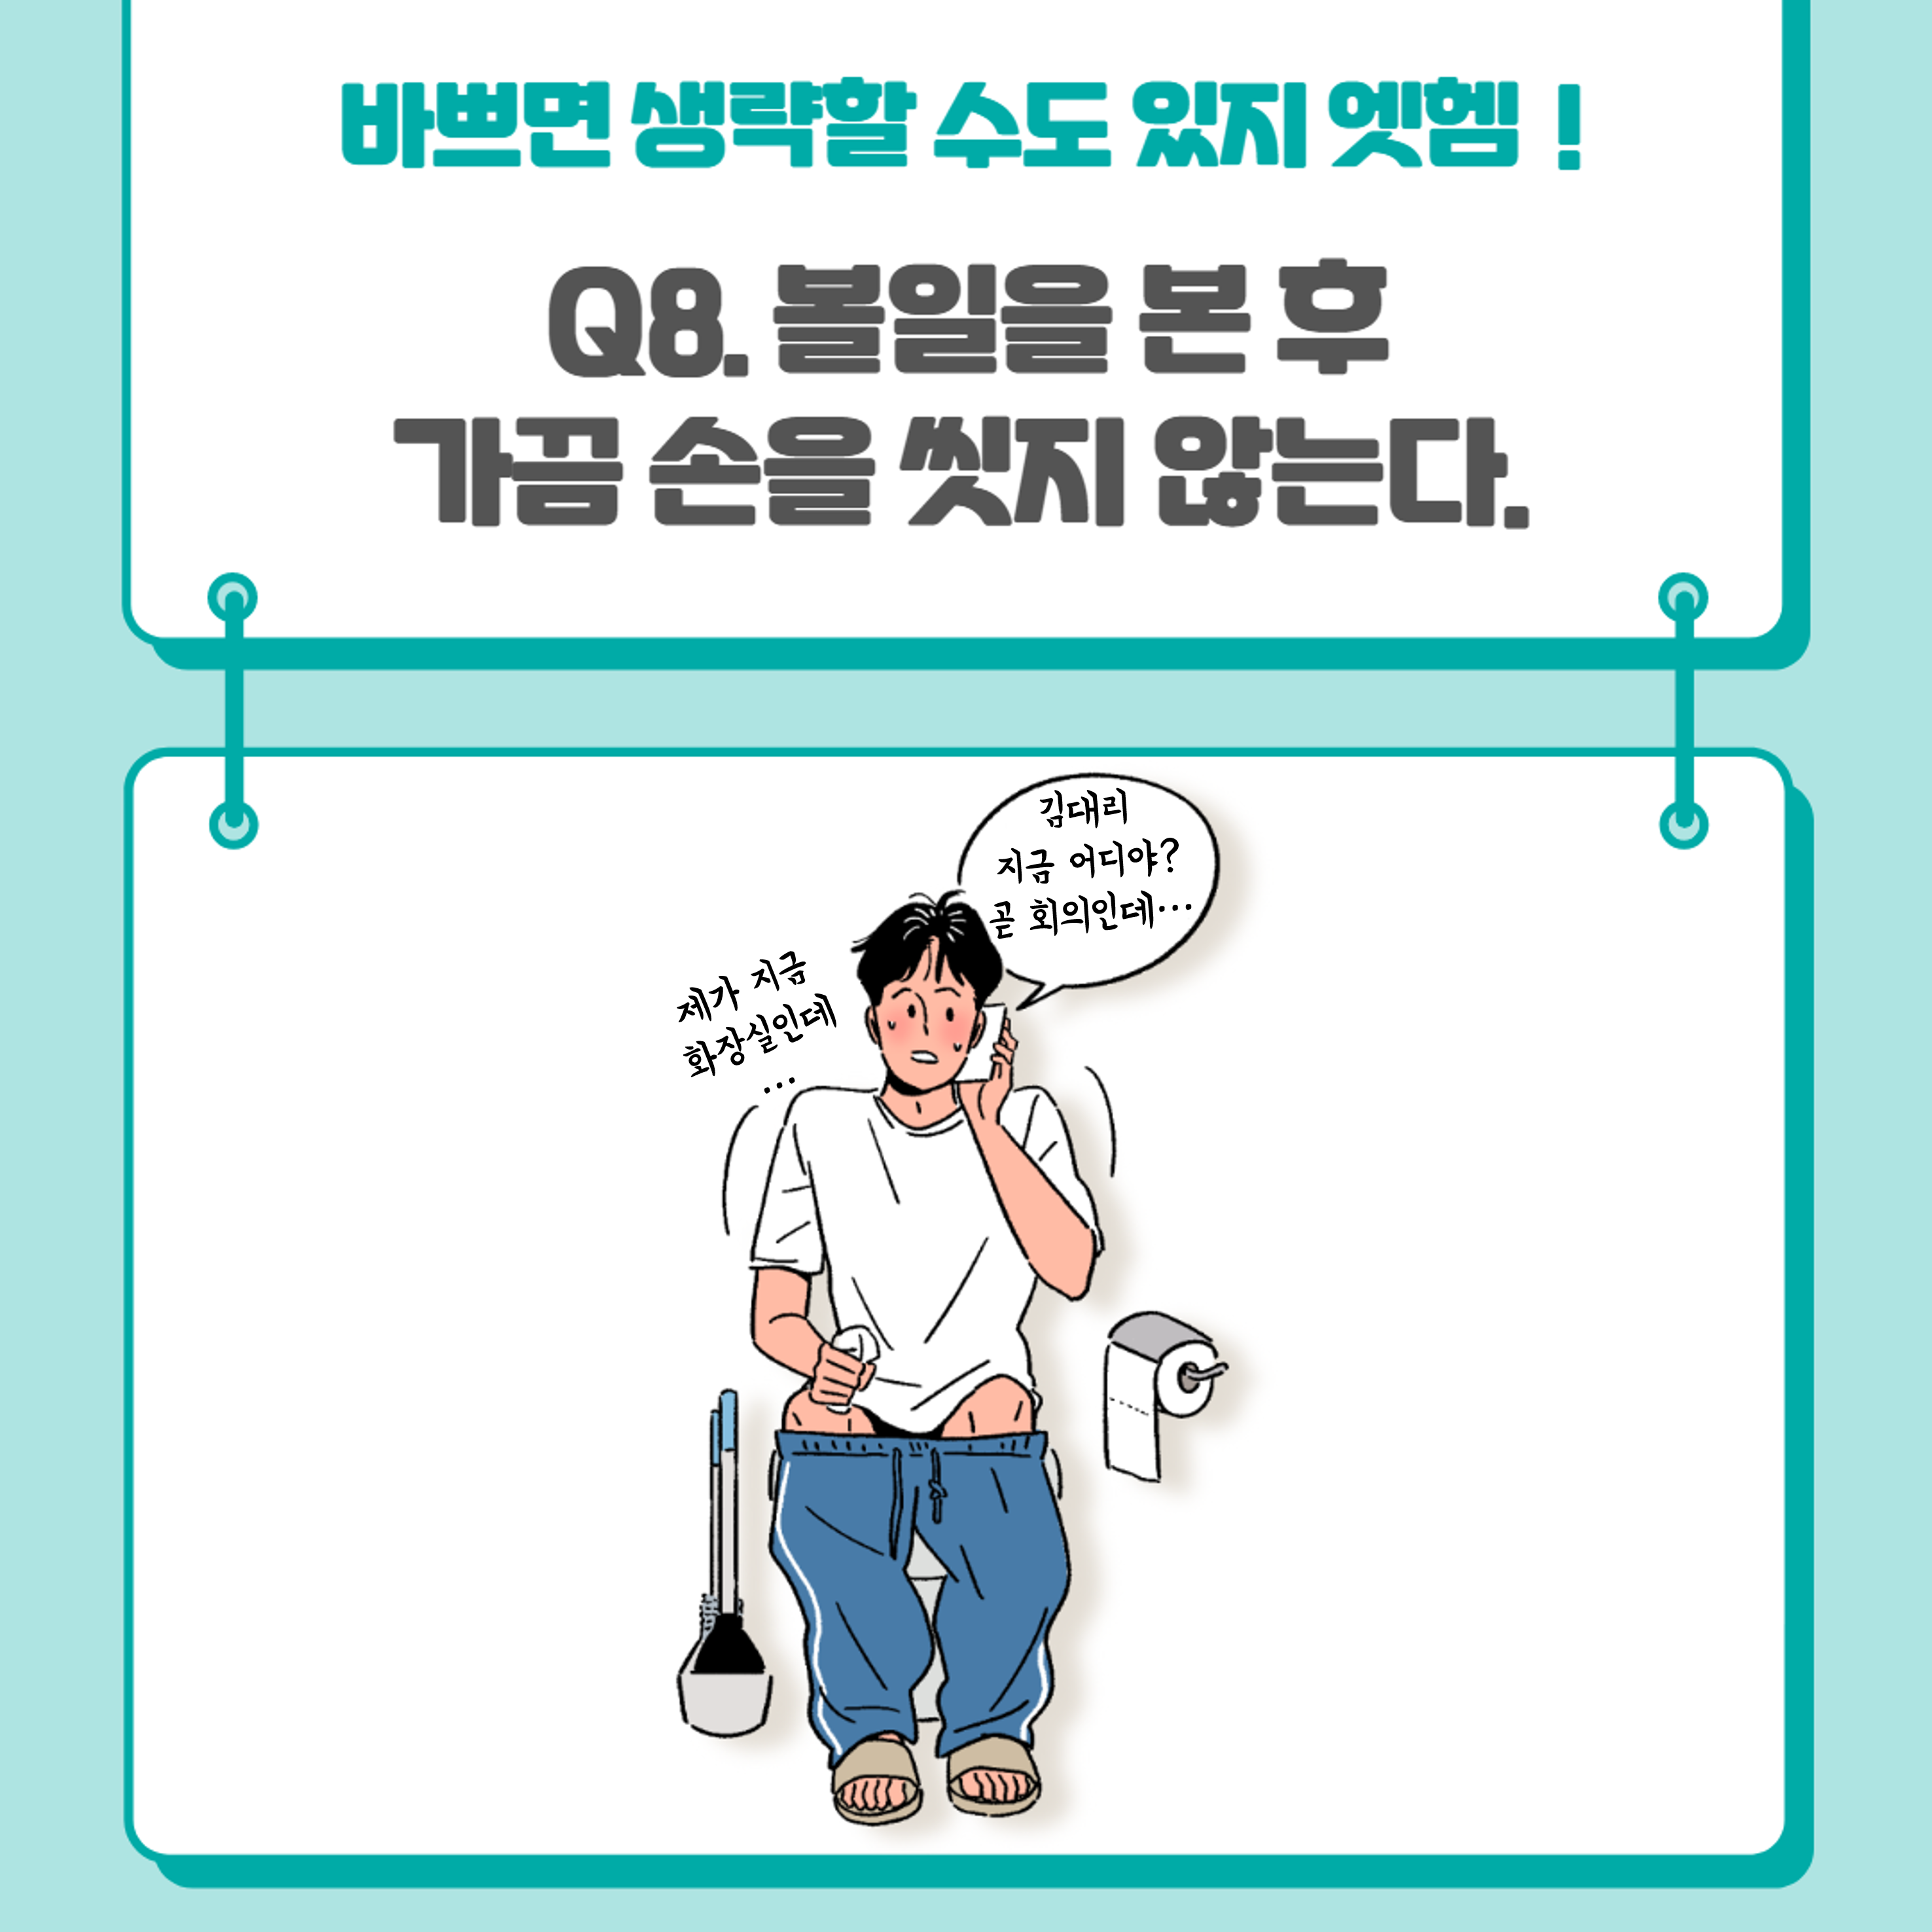 바쁘면 생략할 수도 있지 엣헴 !
Q8. 볼일을 본 후
가끔 손을 씻지 않는다.
김대리
지금 어디야?
곧 회의인데...
제가 지금
화장실인데
...